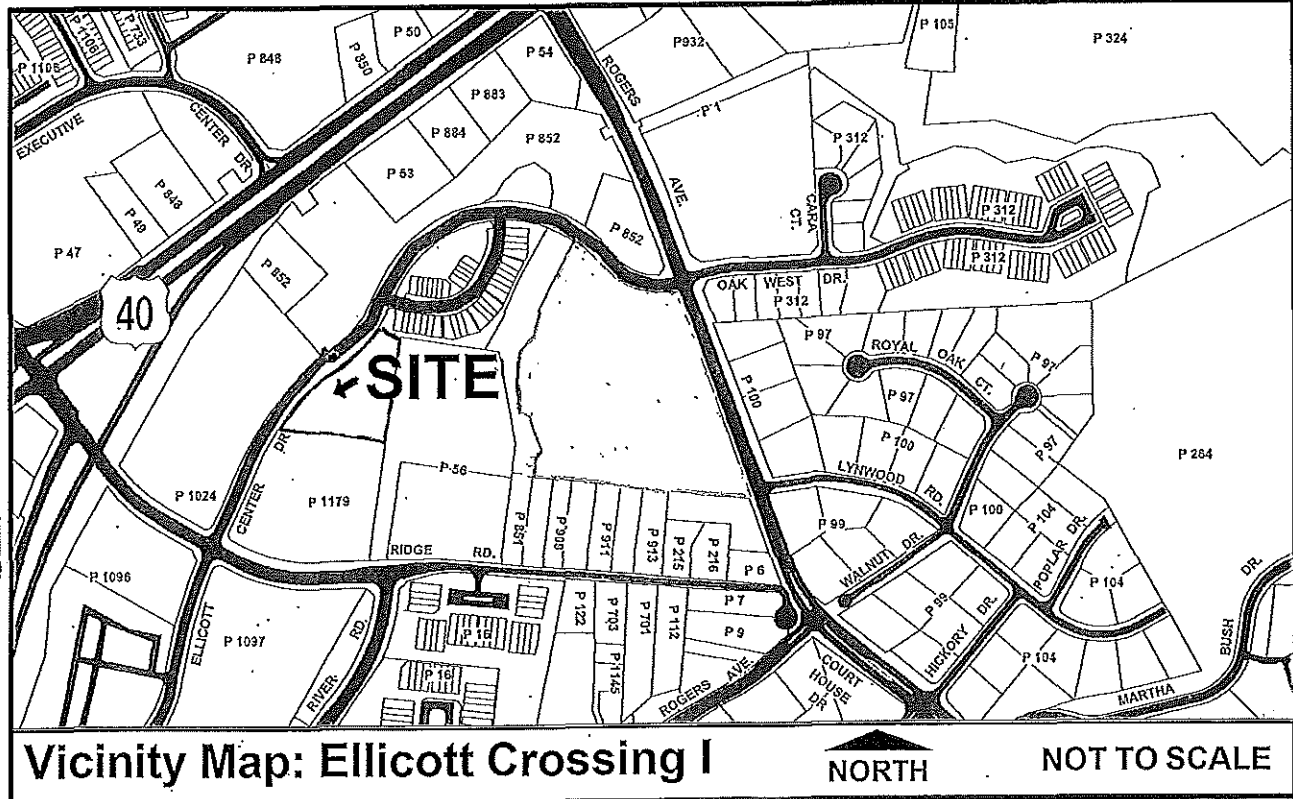 P 1106
P 1106
P 733
P 848
P 850
P 50
P 54
ROGERS
P932
P 105
P 324
EXECUTIVE
CENTER DR
P 883
P 884
P 852
P 53
P 1
P 312
AVE.
CARA CT.
P 312
P 312
P 848
P 49
P 47
P 852
P 852
OAK WEST DR.
P 312
40
SITE
P 97
ROYAL OAK CT.
P 97
P 97
P 100
P 100
P 97
LYNWOOD RD.
P 284
CENTER DR
P 1024
P 1179
P 56
P 851
P 909
P 911
P 913
P 215
P 216
P 6
P 99
WALNUT DR.
P 100
P 104
POPLAR DR.
P 104
RIDGE RD.
P 1096
ELLICOTT
P 1097
RIVER RD.
P 16
P 16
P 122
P 703
P 701
P 112
P 1145
P 7
P 9
P 99
HICKORY DR.
P 104
BUSH DR.
ROGERS AVE.
COURT
HOUSE
DR
MARTHA
Vicinity Map: Ellicott Crossing I
NORTH
NOT TO SCALE